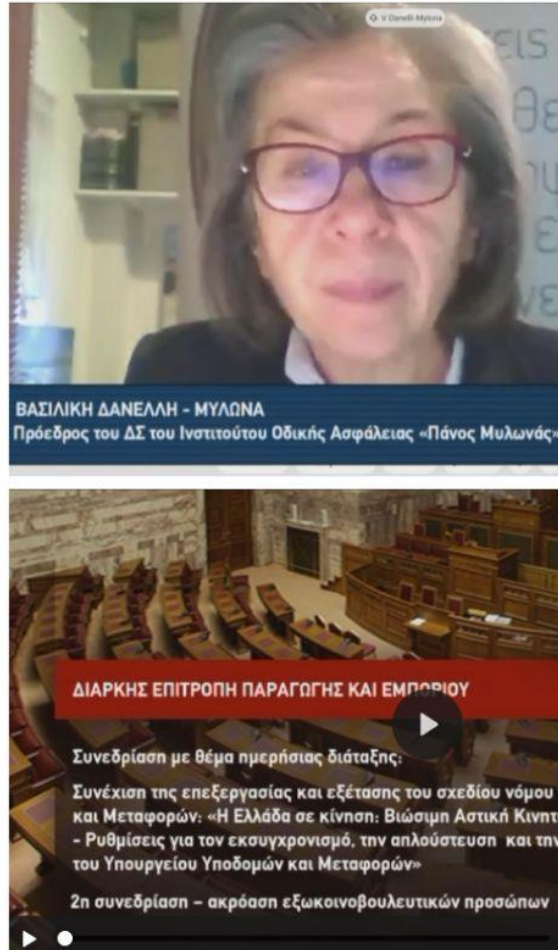 V Danelli-Mylona
εις
θε
ΒΑΣΙΛΙΚΗ ΔΑΝΕΛΛΗ - ΜΥΛΩΝΑ
Πρόεδρος του ΔΣ του Ινστιτούτου Οδικής Ασφάλειας «Πάνος Μυλωνάς»
ΔΙΑΡΚΗΣ ΕΠΙΤΡΟΠΗ ΠΑΡΑΓΩΓΗΣ ΚΑΙ ΕΜΠΟΡΙΟΥ
Συνεδρίαση με θέμα ημερήσιας διάταξης:
Συνέχιση της επεξεργασίας και εξέτασης του σχεδίου νόμου
και Μεταφορών: «Η Ελλάδα σε κίνηση: Βιώσιμη Αστική Κινητ
- Ρυθμίσεις για τον εκσυγχρονισμό, την απλούστευση και την
του Υπουργείου Υποδομών και Μεταφορών»
2η συνεδρίαση – ακρόαση εξωκοινοβουλευτικών προσώπων